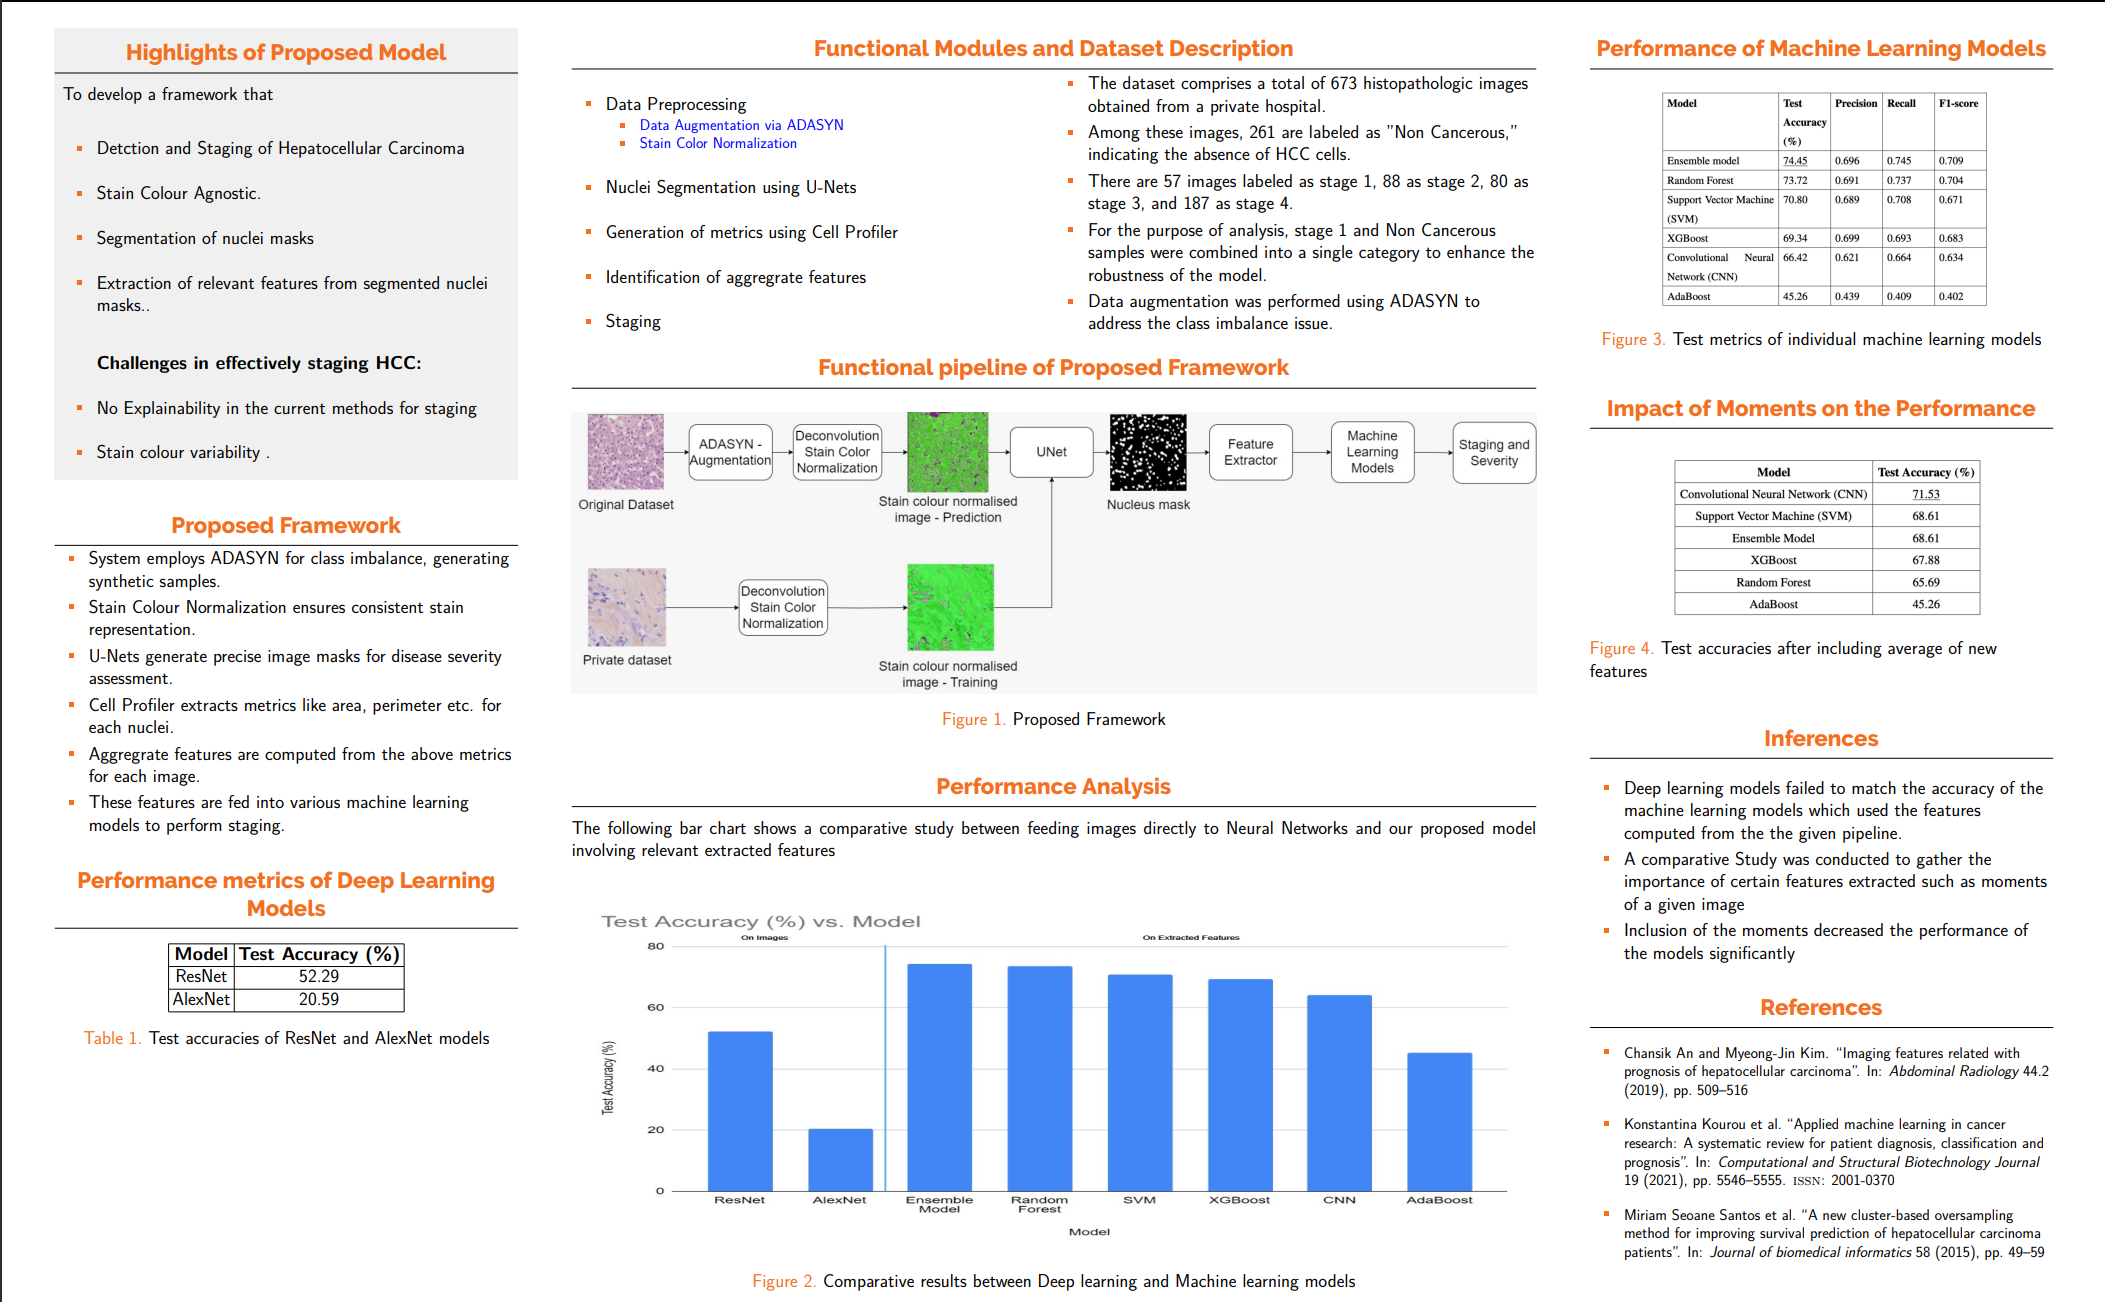 Highlights of Proposed Model
To develop a framework that
Detction and Staging of Hepatocellular Carcinoma
Stain Colour Agnostic.
Segmentation of nuclei masks
Extraction of relevant features from segmented nuclei
masks..
Challenges in effectively staging HCC:
No Explainability in the current methods for staging
Stain colour variability .
Proposed Framework
System employs ADASYN for class imbalance, generating
synthetic samples.
Stain Colour Normalization ensures consistent stain
representation.
U-Nets generate precise image masks for disease severity
assessment.
Cell Profiler extracts metrics like area, perimeter etc. for
each nuclei.
Aggregrate features are computed from the above metrics
for each image.
These features are fed into various machine learning
models to perform staging.
Performance metrics of Deep Learning
Models
Model Test Accuracy (%)
ResNet 52.29
AlexNet 20.59
Table 1. Test accuracies of ResNet and AlexNet models
Functional Modules and Dataset Description
Data Preprocessing
Data Augmentation via ADASYN
Stain Color Normalization
Nuclei Segmentation using U-Nets
Generation of metrics using Cell Profiler
Identification of aggregrate features
Staging
The dataset comprises a total of 673 histopathologic images
obtained from a private hospital.
Among these images, 261 are labeled as "Non Cancerous,"
indicating the absence of HCC cells.
There are 57 images labeled as stage 1, 88 as stage 2, 80 as
stage 3, and 187 as stage 4.
For the purpose of analysis, stage 1 and Non Cancerous
samples were combined into a single category to enhance the
robustness of the model.
Data augmentation was performed using ADASYN to
address the class imbalance issue.
Functional pipeline of Proposed Framework
Original Dataset
ADASYN -
Augmentation
Deconvolution
Stain Color
Normalization
Stain colour normalised
image - Prediction
UNet
Nucleus mask
Feature
Extractor
Machine
Learning
Models
Staging and
Severity
Private dataset
Deconvolution
Stain Color
Normalization
Stain colour normalised
image - Training
Figure 1. Proposed Framework
Performance Analysis
The following bar chart shows a comparative study between feeding images directly to Neural Networks and our proposed model
involving relevant extracted features
Test Accuracy (%) vs. Model
On Images On Extracted Features
80
60
40
20
0
Test Accuracy (%)
ResNet AlexNet Ensemble Random SVM XGBoost CNN AdaBoost
Model Forest
Model
Figure 2. Comparative results between Deep learning and Machine learning models
Performance of Machine Learning Models
Model Test Precision Recall F1-score
Accuracy
(%)
Ensemble model 74.45 0.696 0.745 0.709
Random Forest 73.72 0.691 0.737 0.704
Support Vector Machine 70.80 0.689 0.708 0.671
(SVM)
XGBoost 69.34 0.699 0.693 0.683
Convolutional Neural 66.42 0.621 0.664 0.634
Network (CNN)
AdaBoost 45.26 0.439 0.409 0.402
Figure 3. Test metrics of individual machine learning models
Impact of Moments on the Performance
Model Test Accuracy (%)
Convolutional Neural Network (CNN) 71.53
Support Vector Machine (SVM) 68.61
Ensemble Model 68.61
XGBoost 67.88
Random Forest 65.69
AdaBoost 45.26
Figure 4. Test accuracies after including average of new
features
Inferences
Deep learning models failed to match the accuracy of the
machine learning models which used the features
computed from the the given pipeline.
A comparative Study was conducted to gather the
importance of certain features extracted such as moments
of a given image
Inclusion of the moments decreased the performance of
the models significantly
References
Chansik An and Myeong-Jin Kim. "Imaging features related with
prognosis of hepatocellular carcinoma". In: Abdominal Radiology 44.2
(2019), pp. 509–516
Konstantina Kourou et al. "Applied machine learning in cancer
research: A systematic review for patient diagnosis, classification and
prognosis". In: Computational and Structural Biotechnology Journal
19 (2021), pp. 5546–5555. ISSN: 2001-0370
Miriam Seoane Santos et al. "A new cluster-based oversampling
method for improving survival prediction of hepatocellular carcinoma
patients". In: Journal of biomedical informatics 58 (2015), pp. 49–59